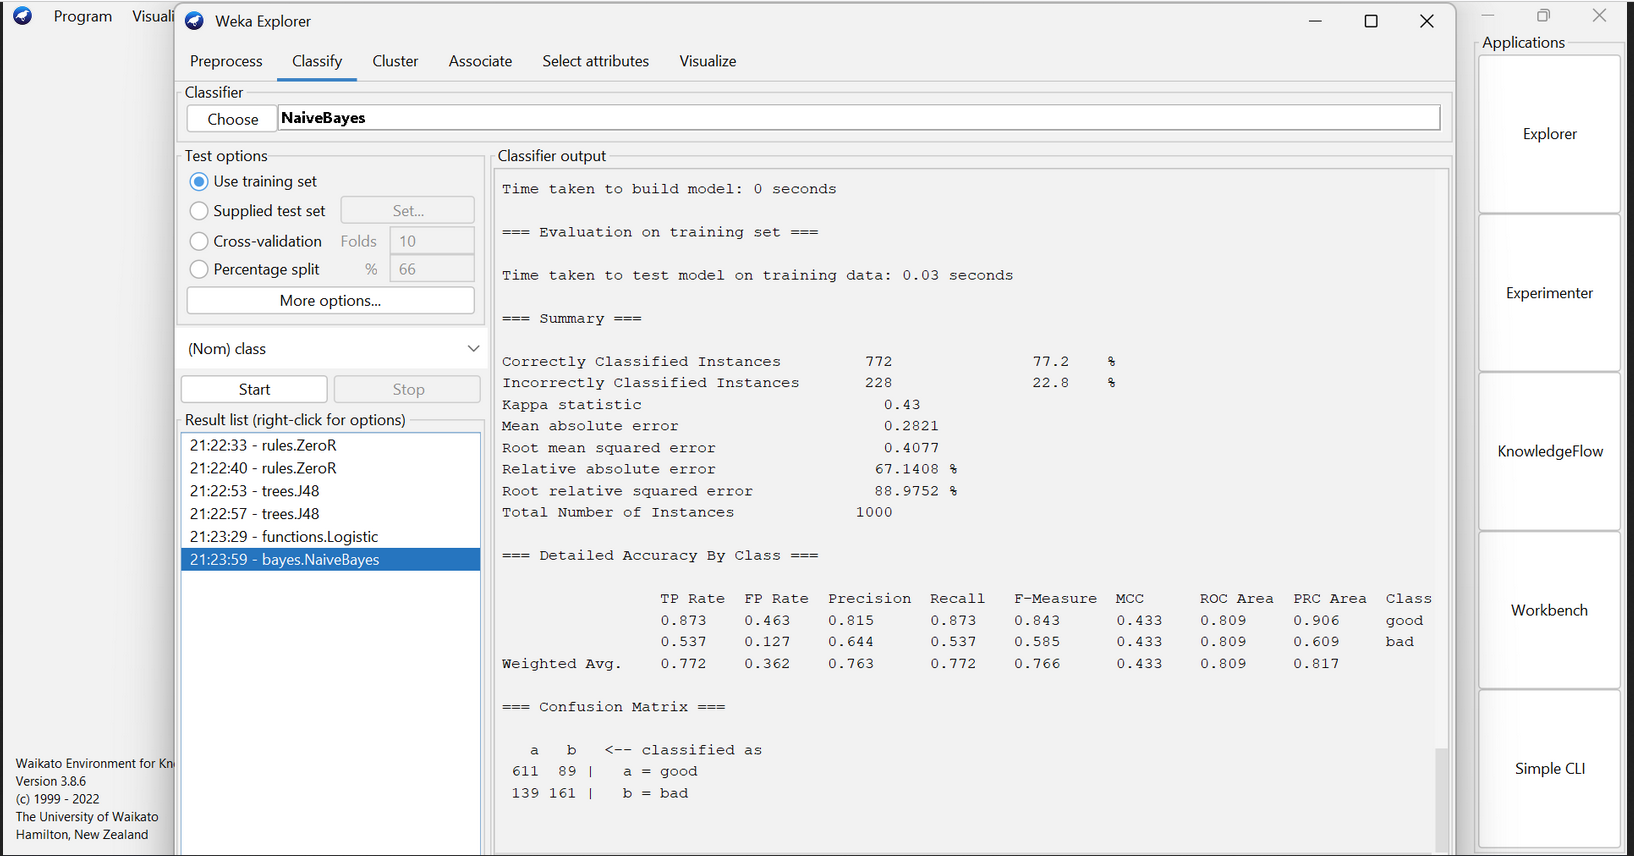 Program Visuali
Weka Explorer
Preprocess Classify Cluster Associate Select attributes Visualize
Classifier
Choose NaiveBayes
Test options
Use training set
Supplied test set Set...
Cross-validation Folds 10
Percentage split % 66
More options...
(Nom) class
Start Stop
Result list (right-click for options)
21:22:33 - rules.ZeroR
21:22:40 - rules.ZeroR
21:22:53 - trees.J48
21:22:57 - trees.J48
21:23:29 - functions.Logistic
21:23:59 - bayes.NaiveBayes
Classifier output
Time taken to build model: 0 seconds
=== Evaluation on training set ===
Time taken to test model on training data: 0.03 seconds
=== Summary ===
Correctly Classified Instances 772 77.2 %
Incorrectly Classified Instances 228 22.8 %
Kappa statistic 0.43
Mean absolute error 0.2821
Root mean squared error 0.4077
Relative absolute error 67.1408 %
Root relative squared error 88.9752 %
Total Number of Instances 1000
=== Detailed Accuracy By Class ===
TP Rate FP Rate Precision Recall F-Measure MCC ROC Area PRC Area Class
0.873 0.463 0.815 0.873 0.843 0.433 0.809 0.906 good
0.537 0.127 0.644 0.537 0.585 0.433 0.809 0.609 bad
Weighted Avg. 0.772 0.362 0.763 0.772 0.766 0.433 0.809 0.817
=== Confusion Matrix ===
a b <-- classified as
611 89 | a = good
139 161 | b = bad
Applications
Explorer
Experimenter
KnowledgeFlow
Workbench
Simple CLI
Waikato Environment for Kn
Version 3.8.6
(c) 1999 - 2022
The University of Waikato
Hamilton, New Zealand